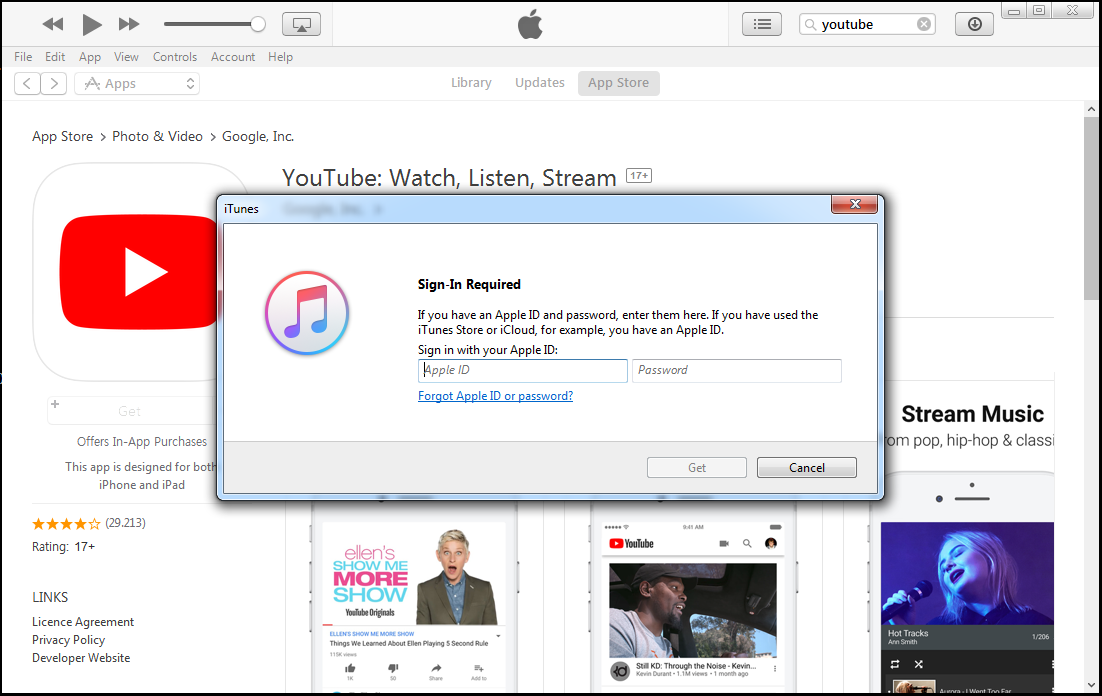 youtube
File Edit App View Controls Account Help
Apps
Library Updates App Store
App Store > Photo & Video > Google, Inc.
YouTube: Watch, Listen, Stream 17+
iTunes
Google, Inc.
Sign-In Required
If you have an Apple ID and password, enter them here. If you have used the
iTunes Store or iCloud, for example, you have an Apple ID.
Sign in with your Apple ID:
Apple ID Password
Forgot Apple ID or password?
Get Cancel
Get
Offers In-App Purchases
This app is designed for both
iPhone and iPad
(29.213)
Rating: 17+
LINKS
Licence Agreement
Privacy Policy
Developer Website
ellen's
SHOW ME
MORE
SHOW
YouTube Originals
ELLEN'S SHOW ME MORE SHOW
Things We Learned About Ellen Playing 5 Second Rule
115K views
1K 50 Share Add to
9:41 AM
YouTube
Still KD: Through the Noise - Kevin...
Kevin Durant • 1.1M views • 1 month ago
Stream Music
om pop, hip-hop & classi
Hot Tracks
Ann Smith
1/206
Aurora - I Went Too Far